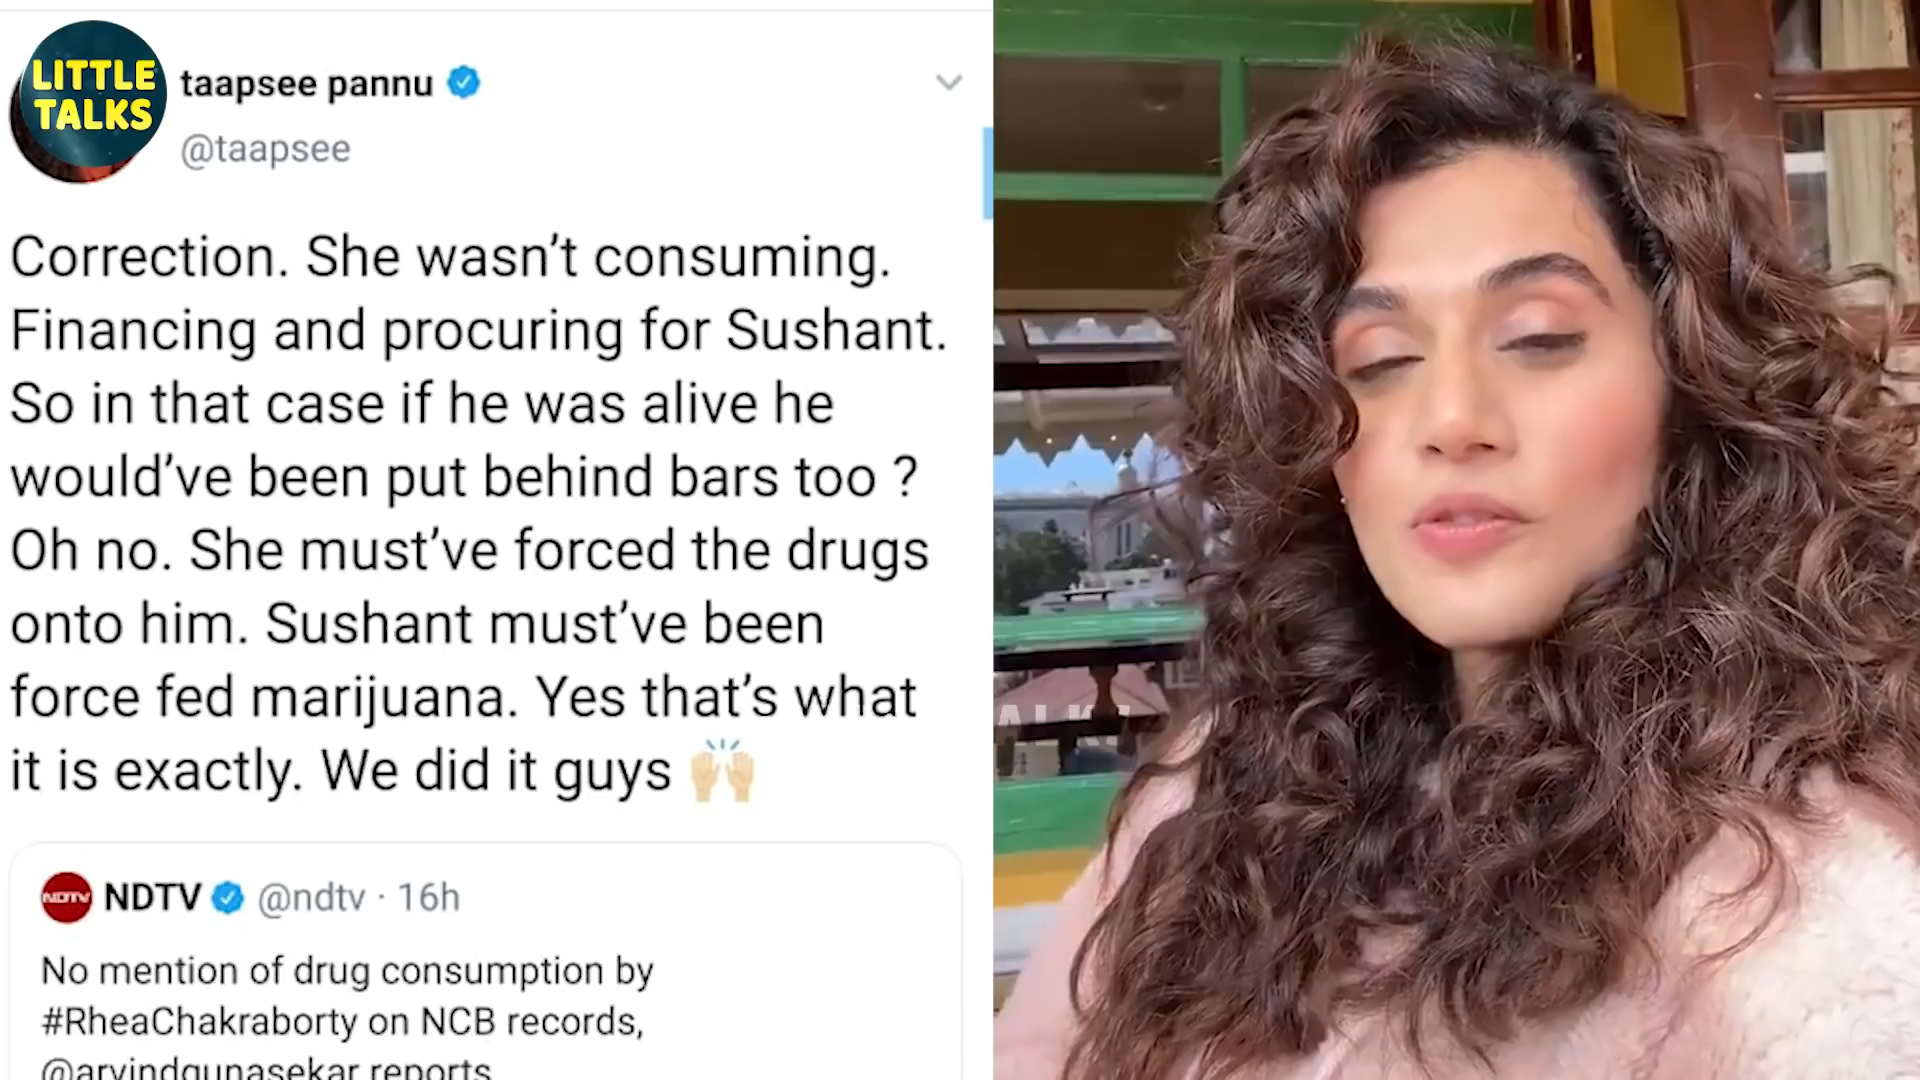 LITTLE
TALKS
taapsee pannu
@taapsee
Correction. She wasn’t consuming.
Financing and procuring for Sushant.
So in that case if he was alive he
would’ve been put behind bars too ?
Oh no. She must’ve forced the drugs
onto him. Sushant must’ve been
force fed marijuana. Yes that’s what
it is exactly. We did it guys 🙌🏼
NDTV
NDTV @ndtv · 16h
No mention of drug consumption by
#RheaChakraborty on NCB records,
@arvindgunasekar reports